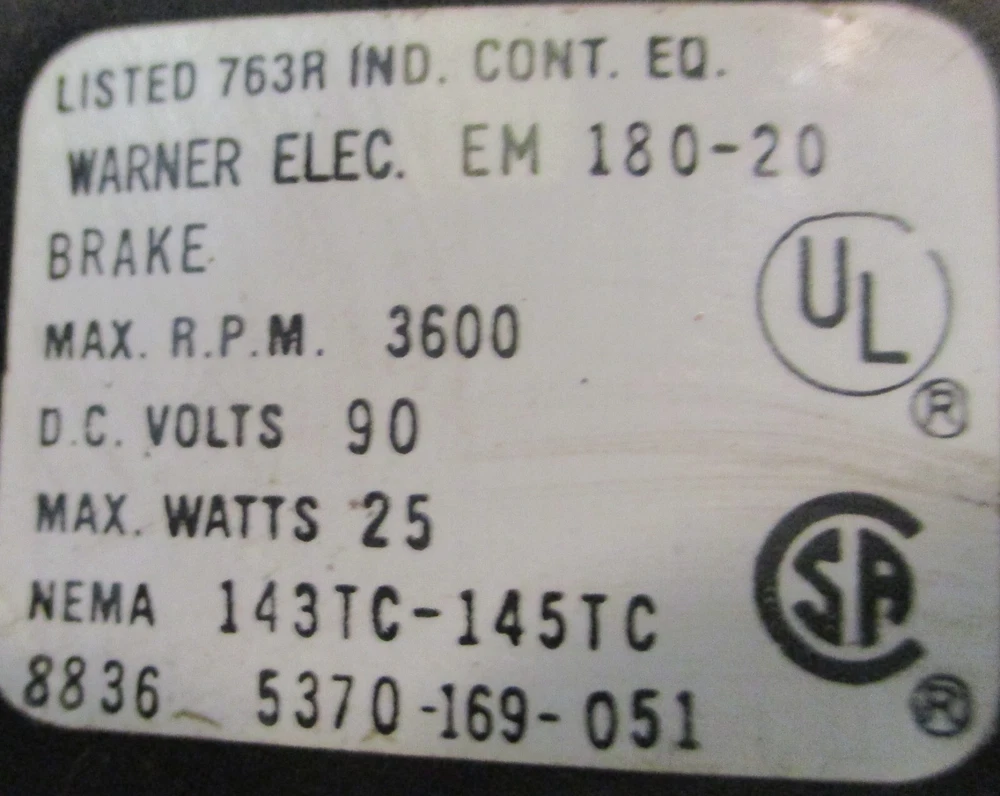 LISTED 763R IND. CONT. EQ.
WARNER ELEC. EM 180-20
BRAKE
MAX. R.P.M. 3600
D.C. VOLTS 90
MAX. WATTS 25
NEMA 143TC-145TC
8836 5370-169-051
UL ®
CSA ®